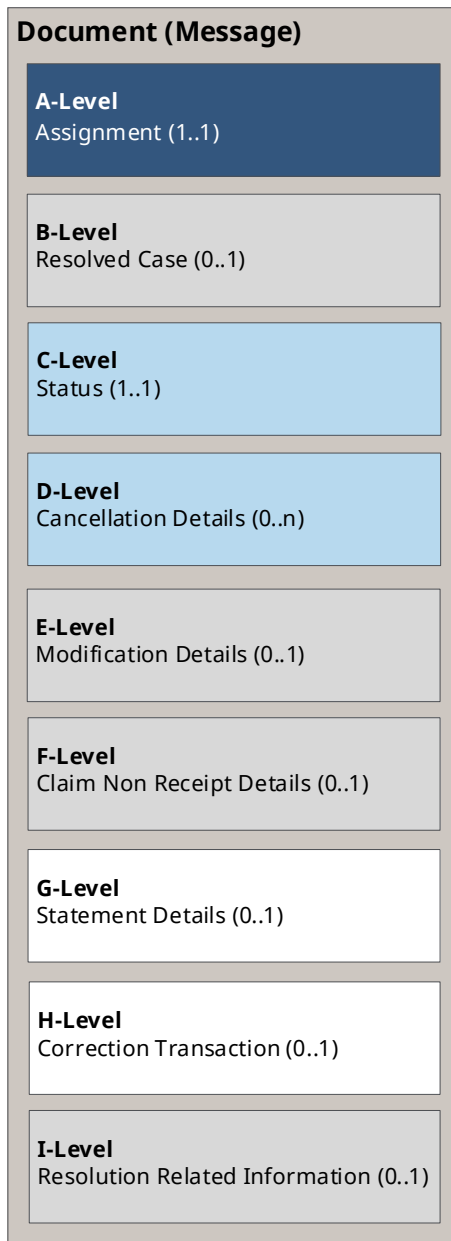 Document (Message)
A-Level
Assignment (1..1)
B-Level
Resolved Case (0..1)
C-Level
Status (1..1)
D-Level
Cancellation Details (0..n)
E-Level
Modification Details (0..1)
F-Level
Claim Non Receipt Details (0..1)
G-Level
Statement Details (0..1)
H-Level
Correction Transaction (0..1)
I-Level
Resolution Related Information (0..1)